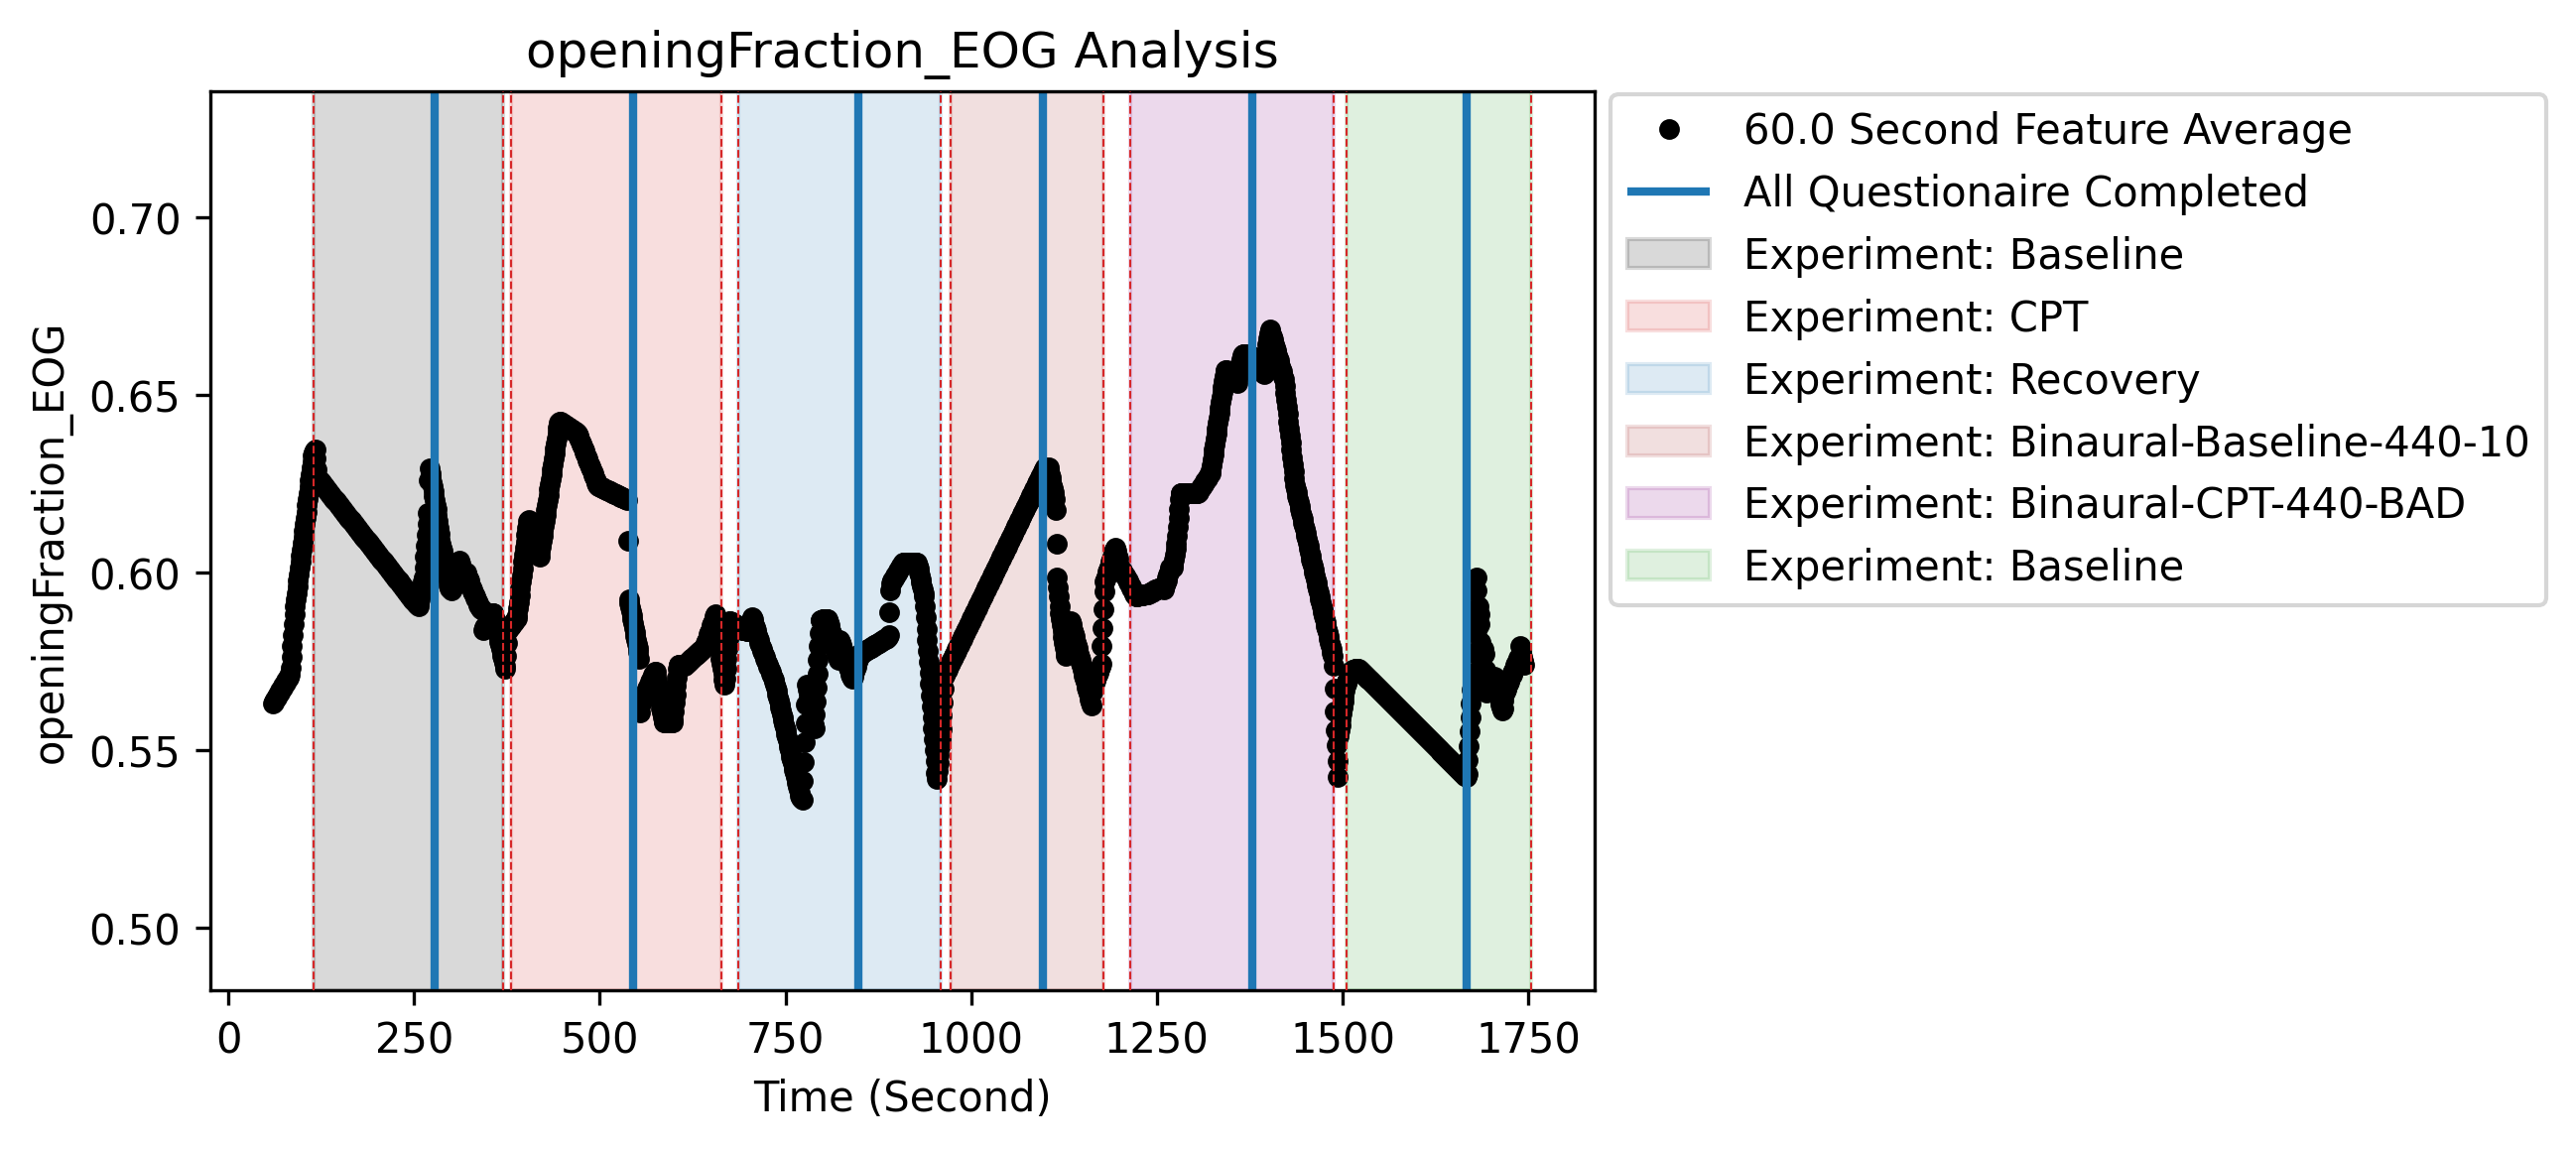 openingFraction_EOG Analysis
openingFraction_EOG
0.70
0.65
0.60
0.55
0.50
0
250
500
750
1000
1250
1500
1750
Time (Second)
60.0 Second Feature Average
All Questionaire Completed
Experiment: Baseline
Experiment: CPT
Experiment: Recovery
Experiment: Binaural-Baseline-440-10
Experiment: Binaural-CPT-440-BAD
Experiment: Baseline